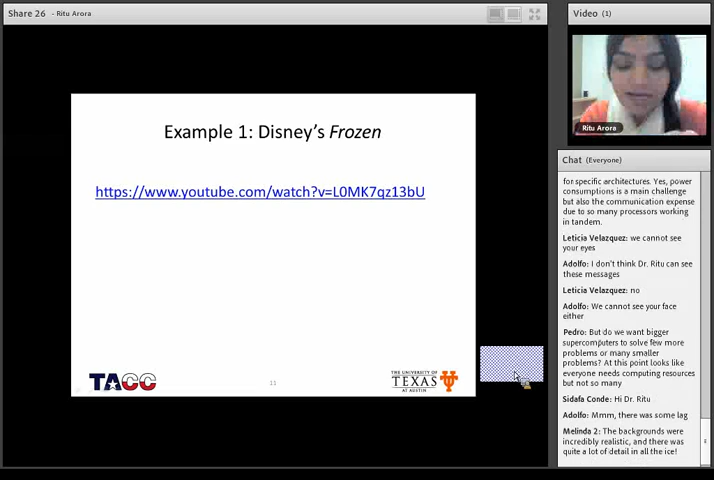 Share 26 - Ritu Arora
Video (1)
Ritu Arora
Example 1: Disney's Frozen
https://www.youtube.com/watch?v=L0MK7qz13bU
TACC
THE UNIVERSITY OF
TEXAS
AT AUSTIN
11
Chat (Everyone)
for specific architectures. Yes, power
consumptions is a main challenge
but also the communication expense
due to so many processors working
in tandem.
Leticia Velazquez: we cannot see
your eyes
Adolfo: I don't think Dr. Ritu can see
these messages
Leticia Velazquez: no
Adolfo: We cannot see your face
either
Pedro: But do we want bigger
supercomputers to solve few more
problems or many smaller
problems? At this point looks like
everyone needs computing resources
but not so many
Sidafa Conde: Hi Dr. Ritu
Adolfo: Mmm, there was some lag
Melinda 2: The backgrounds were
incredibly realistic, and there was
quite a lot of detail in all the ice!